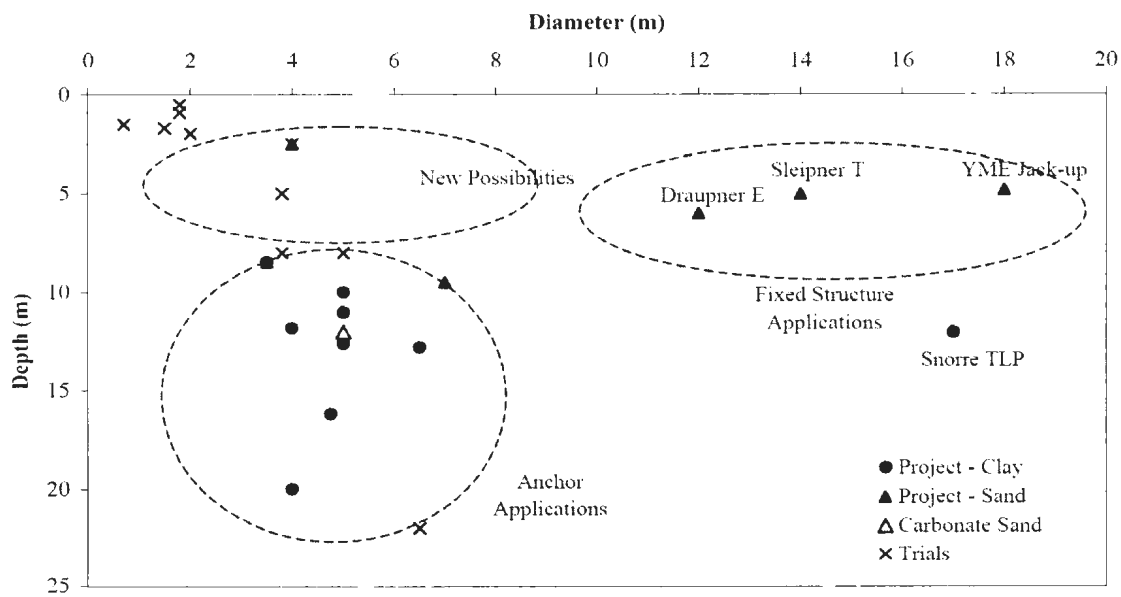 Diameter (m)
0 2 4 6 8 10 12 14 16 18 20
0
New Possibilities
Sleipner T
YME Jack-up
Draupner E
5
10
Fixed Structure
Applications
Snorre TLP
Depth (m)
15
20
25
Anchor
Applications
Project - Clay
Project - Sand
Carbonate Sand
Trials